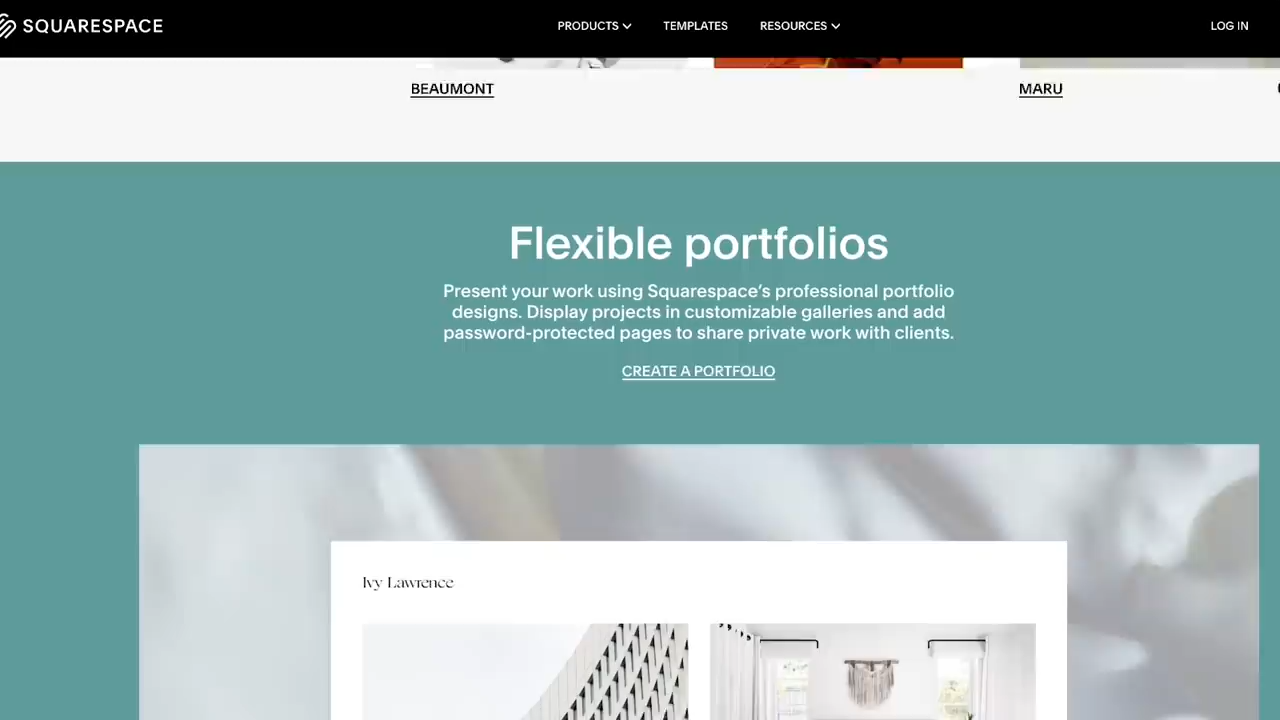 SQUARESPACE
PRODUCTS
TEMPLATES
RESOURCES
LOG IN
BEAUMONT
MARU
Flexible portfolios
Present your work using Squarespace’s professional portfolio
designs. Display projects in customizable galleries and add
password-protected pages to share private work with clients.
CREATE A PORTFOLIO
Ivy Lawrence